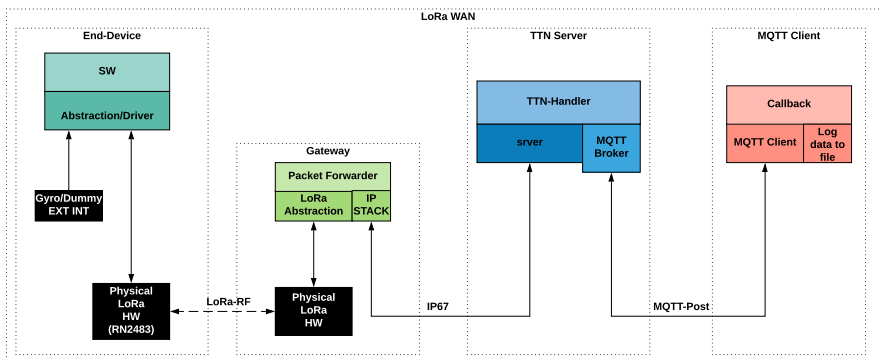 LoRa WAN
End-Device
SW
Abstraction/Driver
Gyro/Dummy
EXT INT
Physical
LoRa
HW
(RN2483)
LoRa-RF
Gateway
Packet Forwarder
LoRa
Abstraction
IP
STACK
Physical
LoRa
HW
IP67
TTN Server
TTN-Handler
srver
MQTT
Broker
MQTT-Post
MQTT Client
Callback
MQTT Client
Log
data to
file